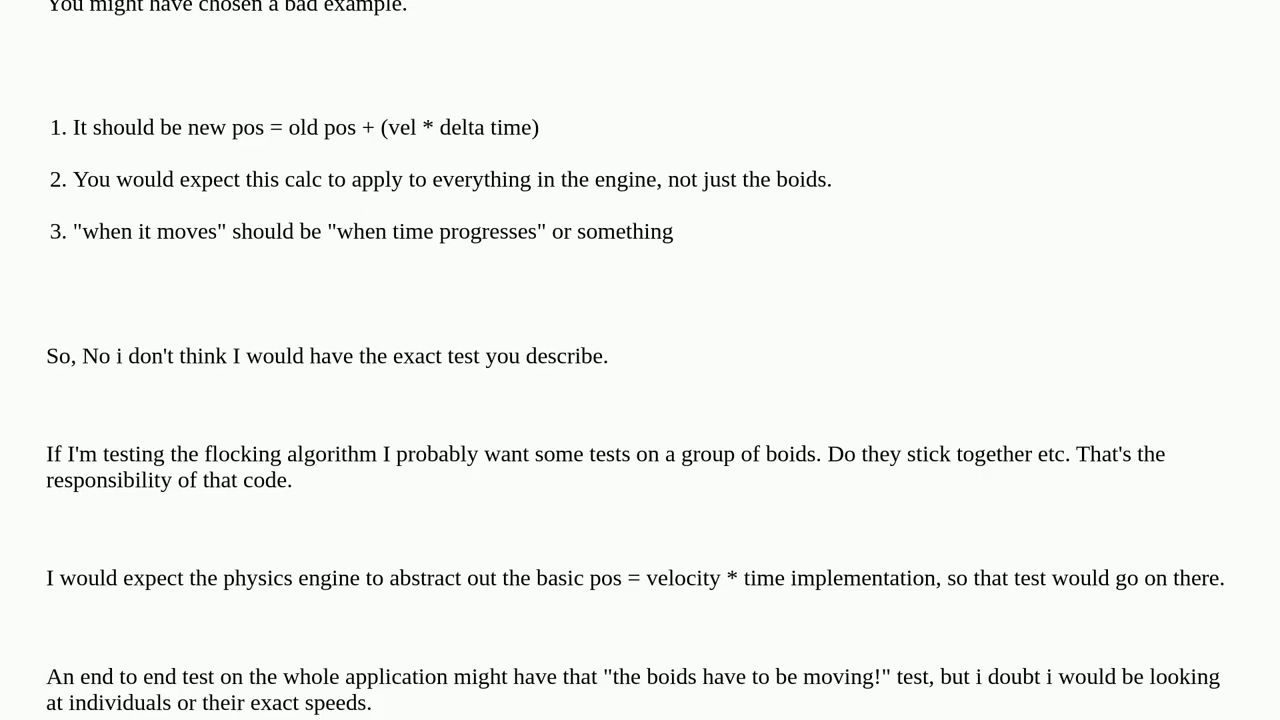 You might have chosen a bad example.
1. It should be new pos = old pos + (vel * delta time)
2. You would expect this calc to apply to everything in the engine, not just the boids.
3. "when it moves" should be "when time progresses" or something
So, No i don't think I would have the exact test you describe.
If I'm testing the flocking algorithm I probably want some tests on a group of boids. Do they stick together etc. That's the
responsibility of that code.
I would expect the physics engine to abstract out the basic pos = velocity * time implementation, so that test would go on there.
An end to end test on the whole application might have that "the boids have to be moving!" test, but i doubt i would be looking
at individuals or their exact speeds.